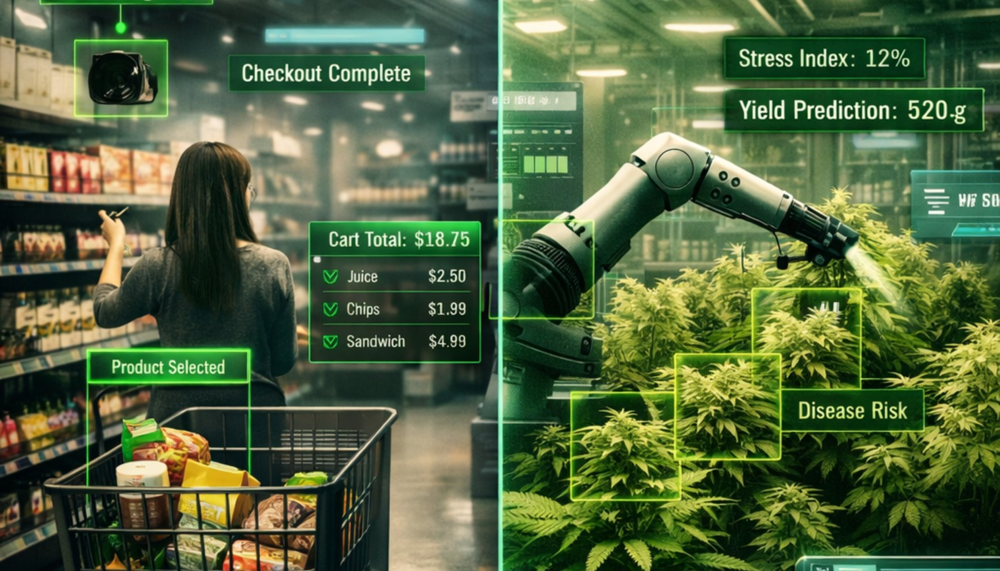 Checkout Complete
Cart Total: $18.75
Juice $2.50
Chips $1.99
Sandwich $4.99
Product Selected
Stress Index: 12%
Yield Prediction: 520.g
Disease Risk